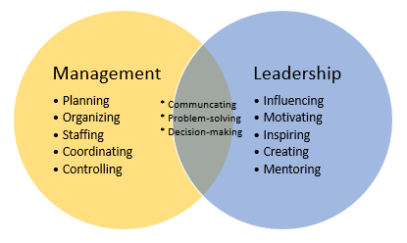 Management
• Planning
• Organizing
• Staffing
• Coordinating
• Controlling
* Communcating
* Problem-solving
* Decision-making
Leadership
• Influencing
• Motivating
• Inspiring
• Creating
• Mentoring